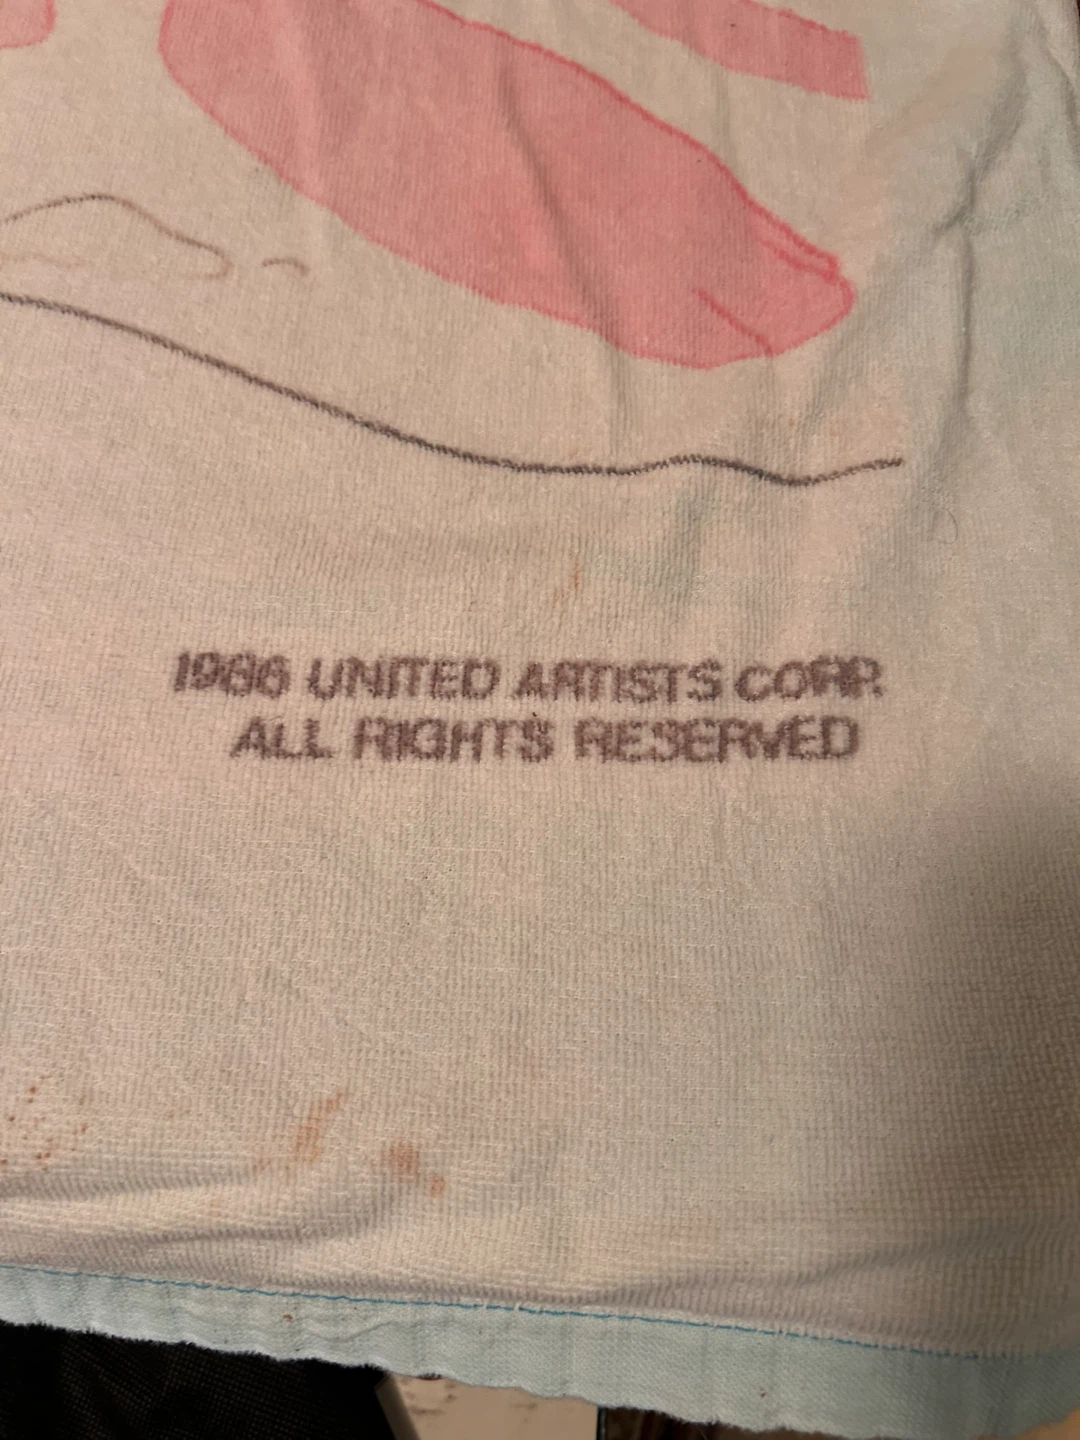 1986 UNITED ARTISTS CORP.
ALL RIGHTS RESERVED